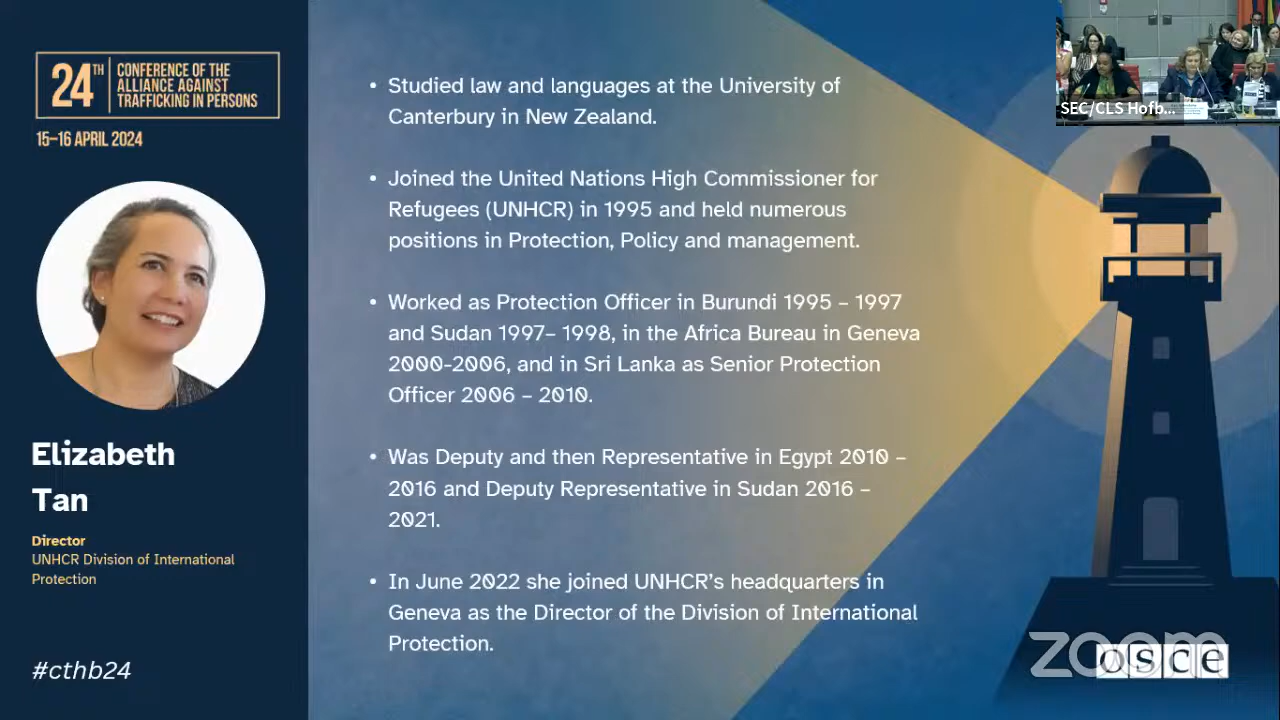 24TH
CONFERENCE OF THE
ALLIANCE AGAINST
TRAFFICKING IN PERSONS
15–16 APRIL 2024
Elizabeth
Tan
Director
UNHCR Division of International
Protection
#cthb24
• Studied law and languages at the University of
Canterbury in New Zealand.
• Joined the United Nations High Commissioner for
Refugees (UNHCR) in 1995 and held numerous
positions in Protection, Policy and management.
• Worked as Protection Officer in Burundi 1995 – 1997
and Sudan 1997– 1998, in the Africa Bureau in Geneva
2000-2006, and in Sri Lanka as Senior Protection
Officer 2006 – 2010.
• Was Deputy and then Representative in Egypt 2010 –
2016 and Deputy Representative in Sudan 2016 –
2021.
• In June 2022 she joined UNHCR’s headquarters in
Geneva as the Director of the Division of International
Protection.
SEC/CLS Hofb...
zoom
osce